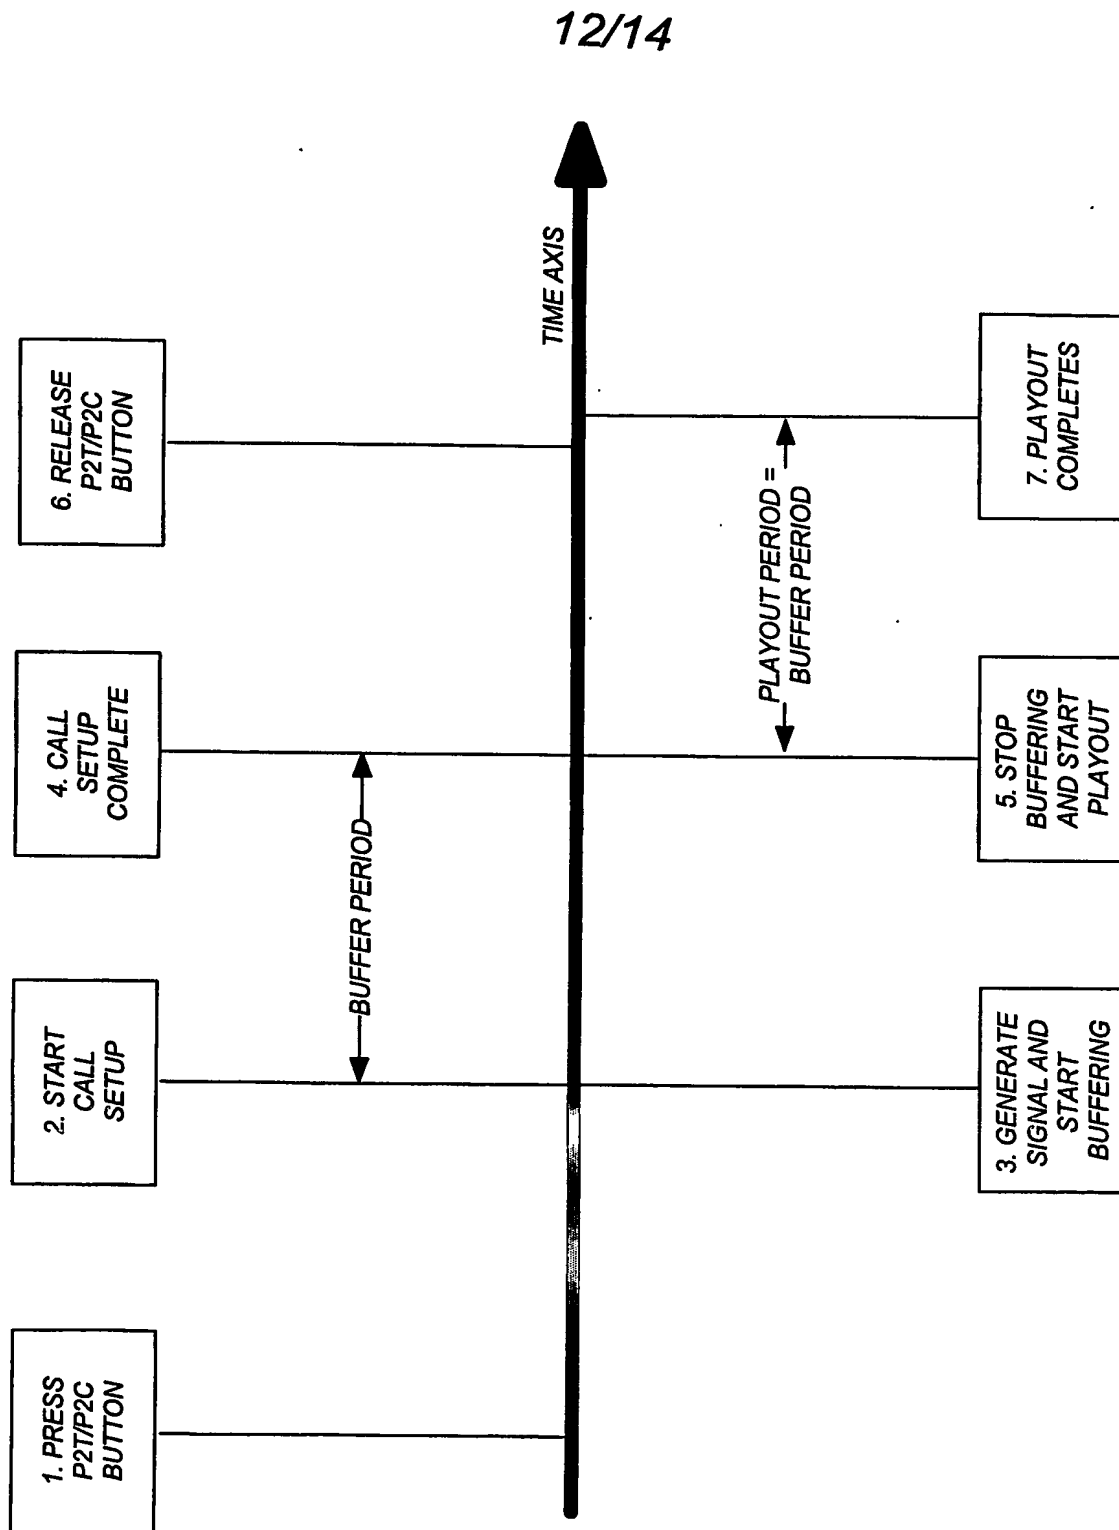 12/14
1. PRESS
P2T/P2C
BUTTON
2. START
CALL
SETUP
4. CALL
SETUP
COMPLETE
6. RELEASE
P2T/P2C
BUTTON
BUFFER PERIOD
TIME AXIS
PLAYOUT PERIOD =
BUFFER PERIOD
3. GENERATE
SIGNAL AND
START
BUFFERING
5. STOP
BUFFERING
AND START
PLAYOUT
7. PLAYOUT
COMPLETES